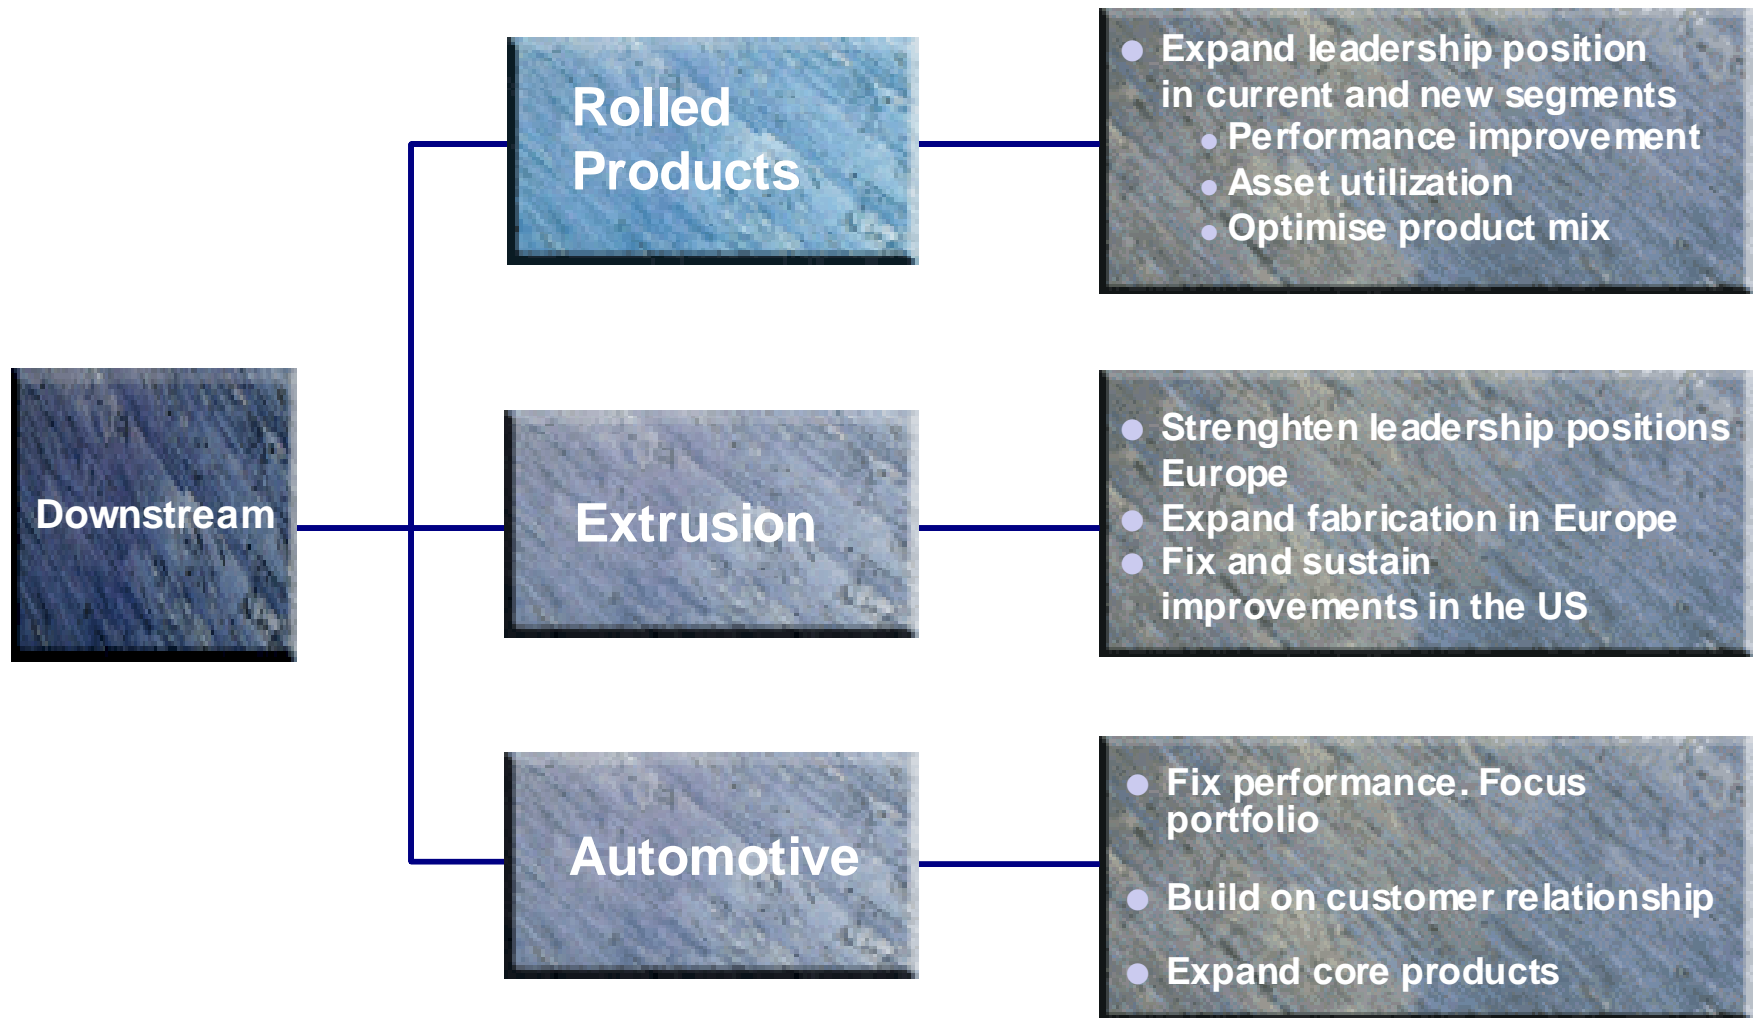 Downstream
Rolled
Products
Expand leadership position
in current and new segments
Performance improvement
Asset utilization
Optimise product mix
Extrusion
Strenghten leadership positions
Europe
Expand fabrication in Europe
Fix and sustain
improvements in the US
Automotive
Fix performance. Focus
portfolio
Build on customer relationship
Expand core products